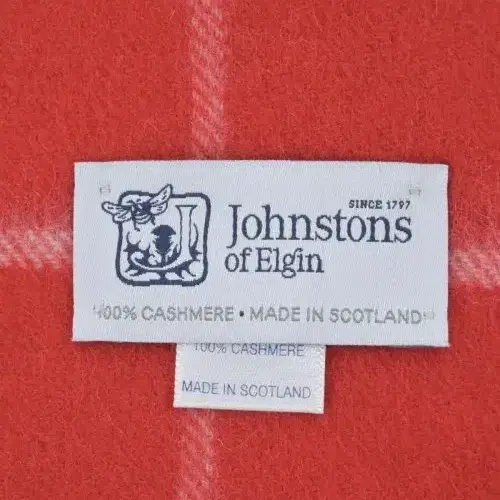 SINCE 1797
Johnstons
of Elgin
100% CASHMERE • MADE IN SCOTLAND
100% CASHMERE
MADE IN SCOTLAND